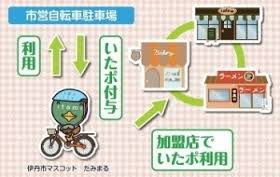 市営自転車駐車場
利用
いたポ付与
itami
Bakery
ラーメン
加盟店で
いたポ利用
伊丹市マスコット たみまる